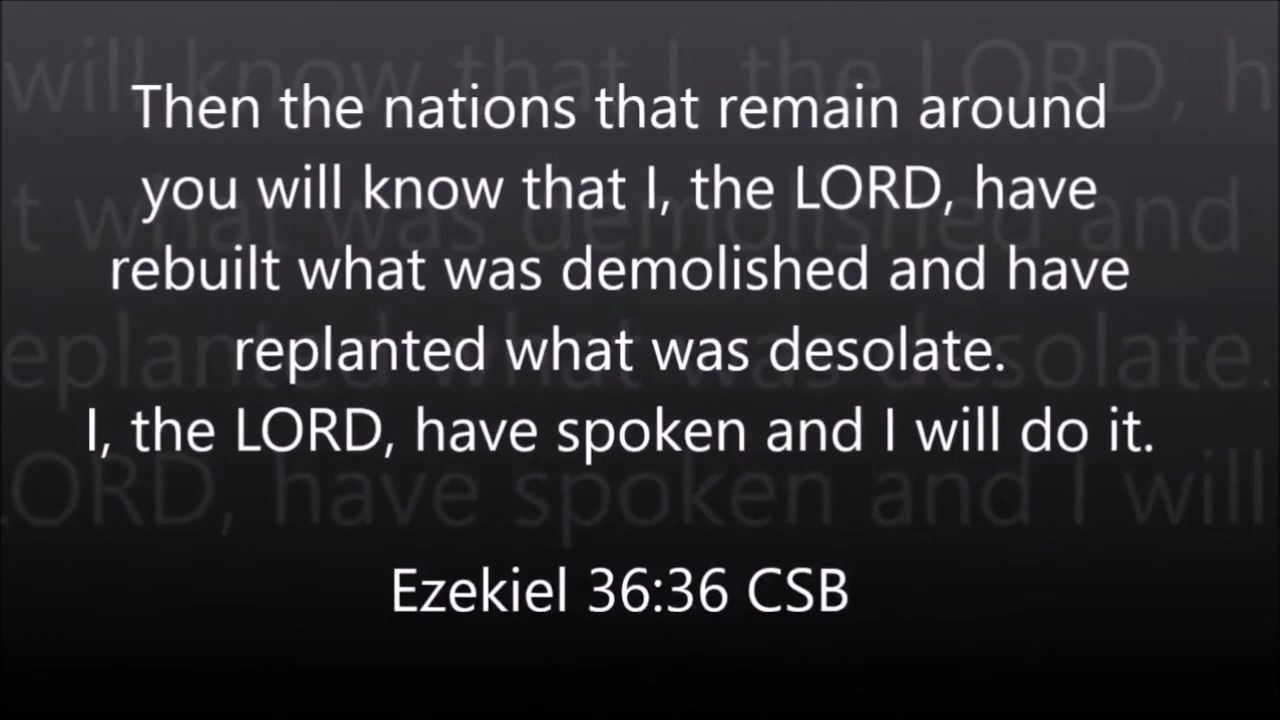 Then the nations that remain around
you will know that I, the LORD, have
rebuilt what was demolished and have
replanted what was desolate.
I, the LORD, have spoken and I will do it.
Ezekiel 36:36 CSB